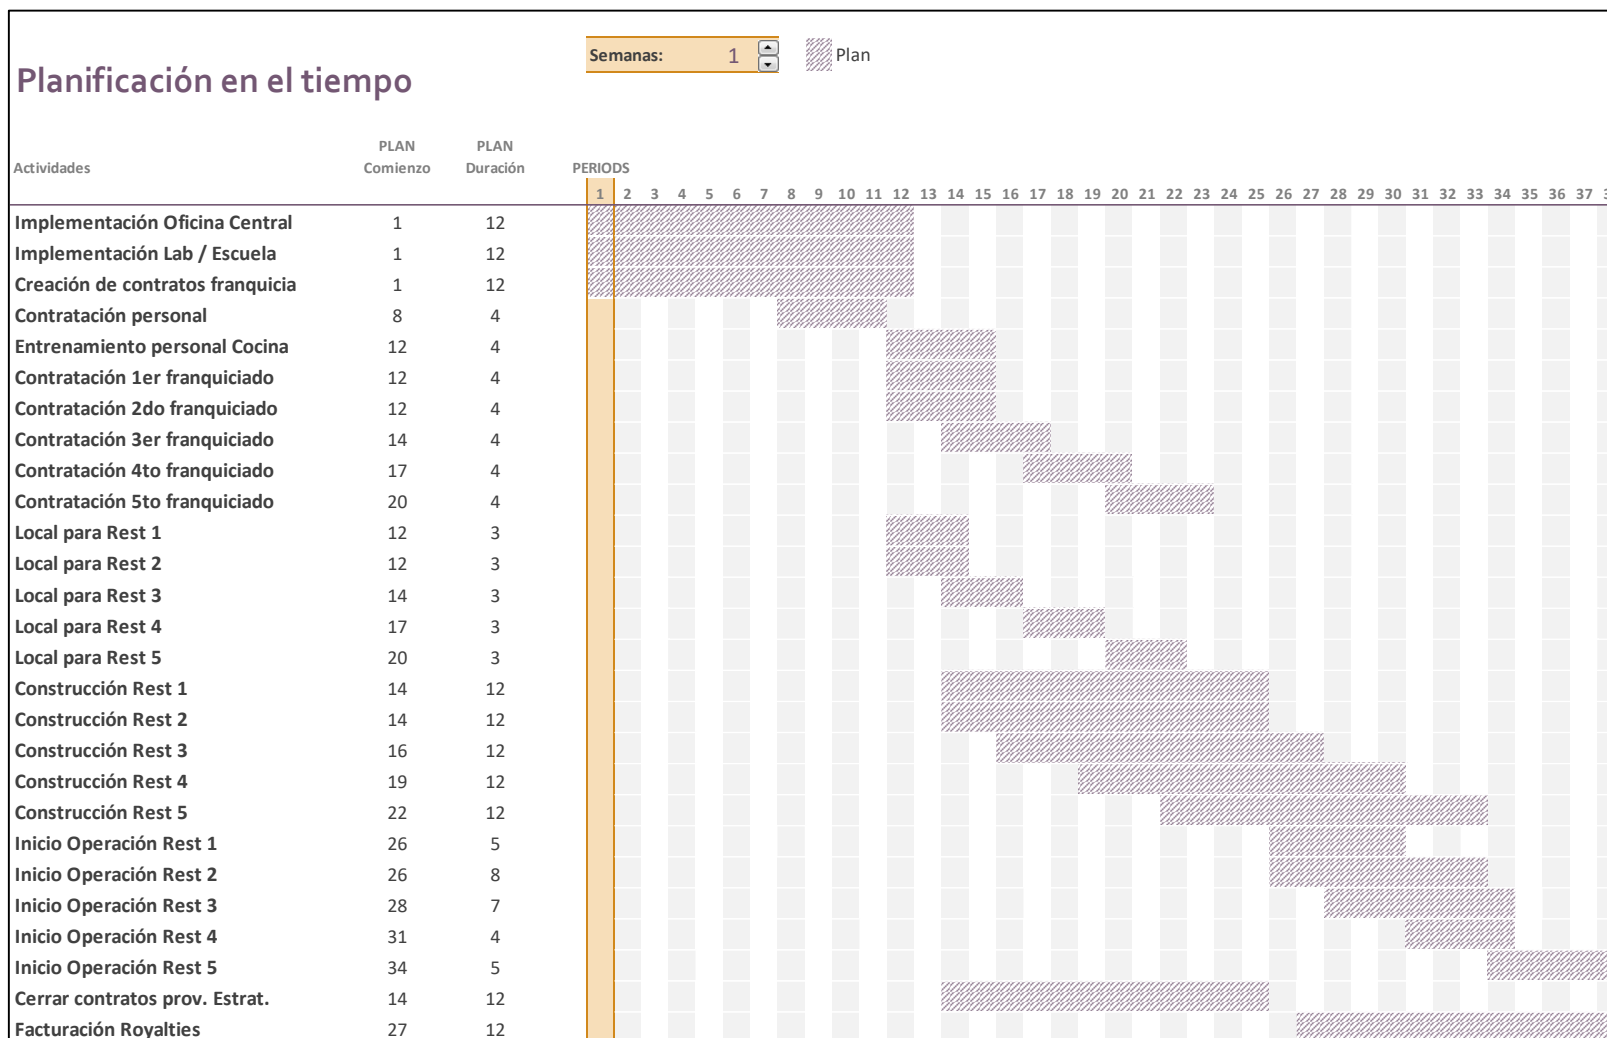 Semanas: 1 Plan
Planificación en el tiempo
PLAN PLAN
Actividades Comienzo Duración PERIODS
1 2 3 4 5 6 7 8 9 10 11 12 13 14 15 16 17 18 19 20 21 22 23 24 25 26 27 28 29 30 31 32 33 34 35 36 37
Implementación Oficina Central 1 12
Implementación Lab / Escuela 1 12
Creación de contratos franquicia 1 12
Contratación personal 8 4
Entrenamiento personal Cocina 12 4
Contratación 1er franquiciado 12 4
Contratación 2do franquiciado 12 4
Contratación 3er franquiciado 14 4
Contratación 4to franquiciado 17 4
Contratación 5to franquiciado 20 4
Local para Rest 1 12 3
Local para Rest 2 12 3
Local para Rest 3 14 3
Local para Rest 4 17 3
Local para Rest 5 20 3
Construcción Rest 1 14 12
Construcción Rest 2 14 12
Construcción Rest 3 16 12
Construcción Rest 4 19 12
Construcción Rest 5 22 12
Inicio Operación Rest 1 26 5
Inicio Operación Rest 2 26 8
Inicio Operación Rest 3 28 7
Inicio Operación Rest 4 31 4
Inicio Operación Rest 5 34 5
Cerrar contratos prov. Estrat. 14 12
Facturación Royalties 27 12